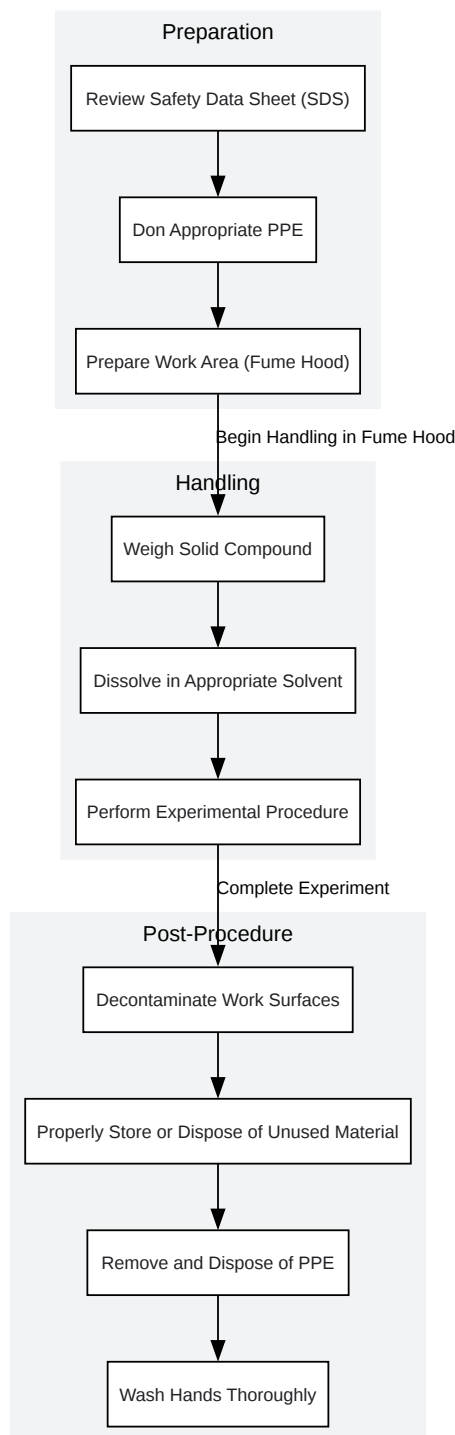 Preparation
Review Safety Data Sheet (SDS)
Don Appropriate PPE
Prepare Work Area (Fume Hood)
Begin Handling in Fume Hood
Handling
Weigh Solid Compound
Dissolve in Appropriate Solvent
Perform Experimental Procedure
Complete Experiment
Post-Procedure
Decontaminate Work Surfaces
Properly Store or Dispose of Unused Material
Remove and Dispose of PPE
Wash Hands Thoroughly